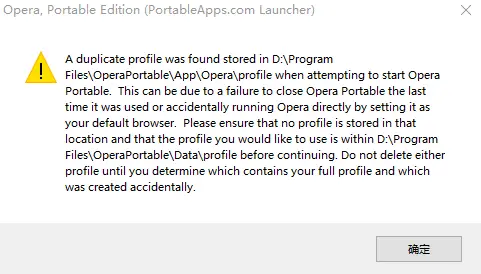 Opera, Portable Edition (PortableApps.com Launcher)
A duplicate profile was found stored in D:\Program
Files\OperaPortable\App\Opera\profile when attempting to start Opera
Portable.  This can be due to a failure to close Opera Portable the last
time it was used or accidentally running Opera directly by setting it as
your default browser.  Please ensure that no profile is stored in that
location and that the profile you would like to use is within D:\Program
Files\OperaPortable\Data\profile before continuing. Do not delete either
profile until you determine which contains your full profile and which
was created accidentally.
确定